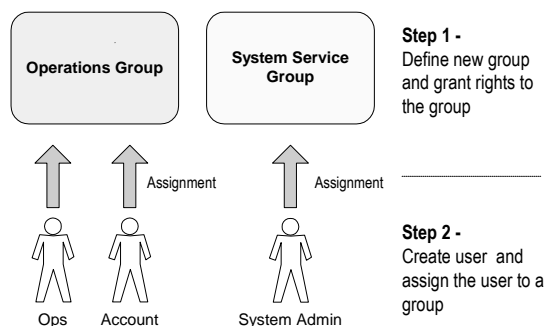 Operations Group
System Service
Group
Step 1 -
Define new group
and grant rights to
the group
Assignment
Assignment
Step 2 -
Create user and
assign the user to a
group
Ops
Account
System Admin